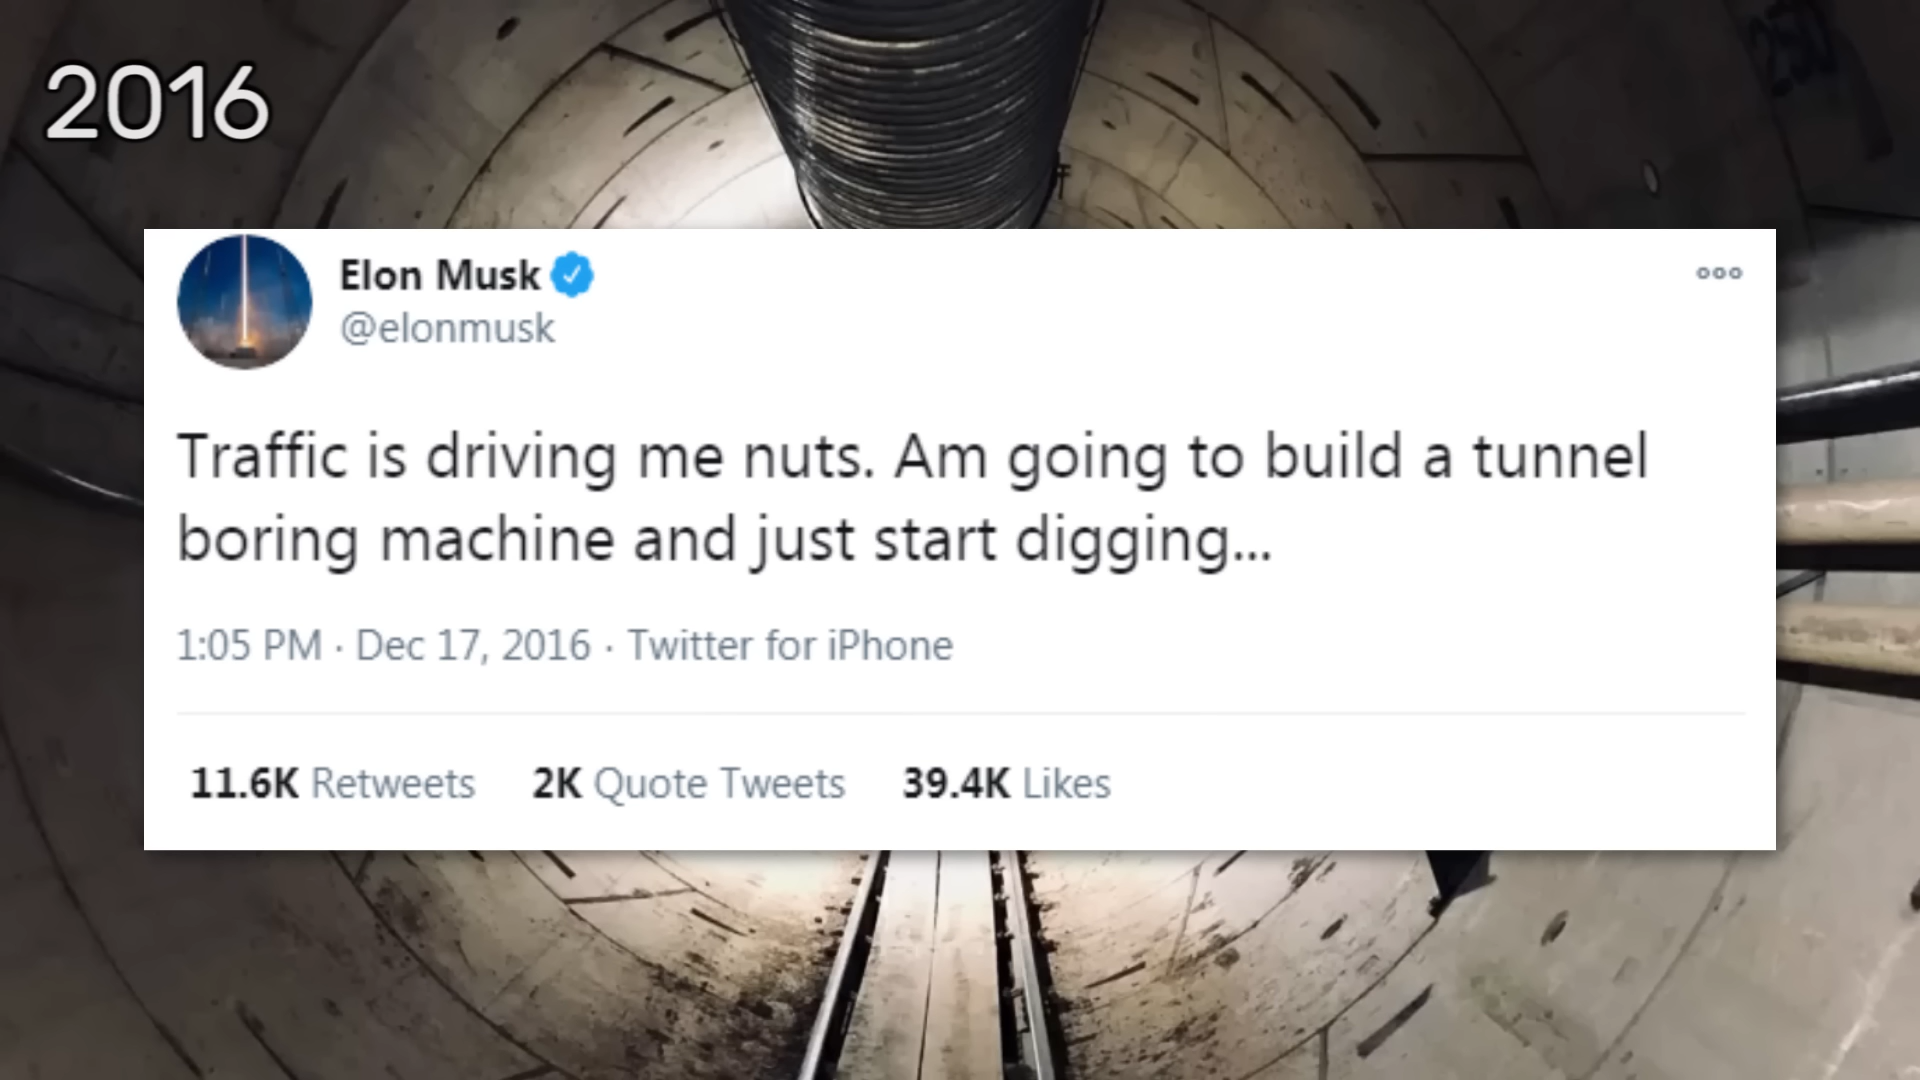 2016
Elon Musk
@elonmusk
Traffic is driving me nuts. Am going to build a tunnel
boring machine and just start digging...
1:05 PM · Dec 17, 2016 · Twitter for iPhone
11.6K Retweets 2K Quote Tweets 39.4K Likes